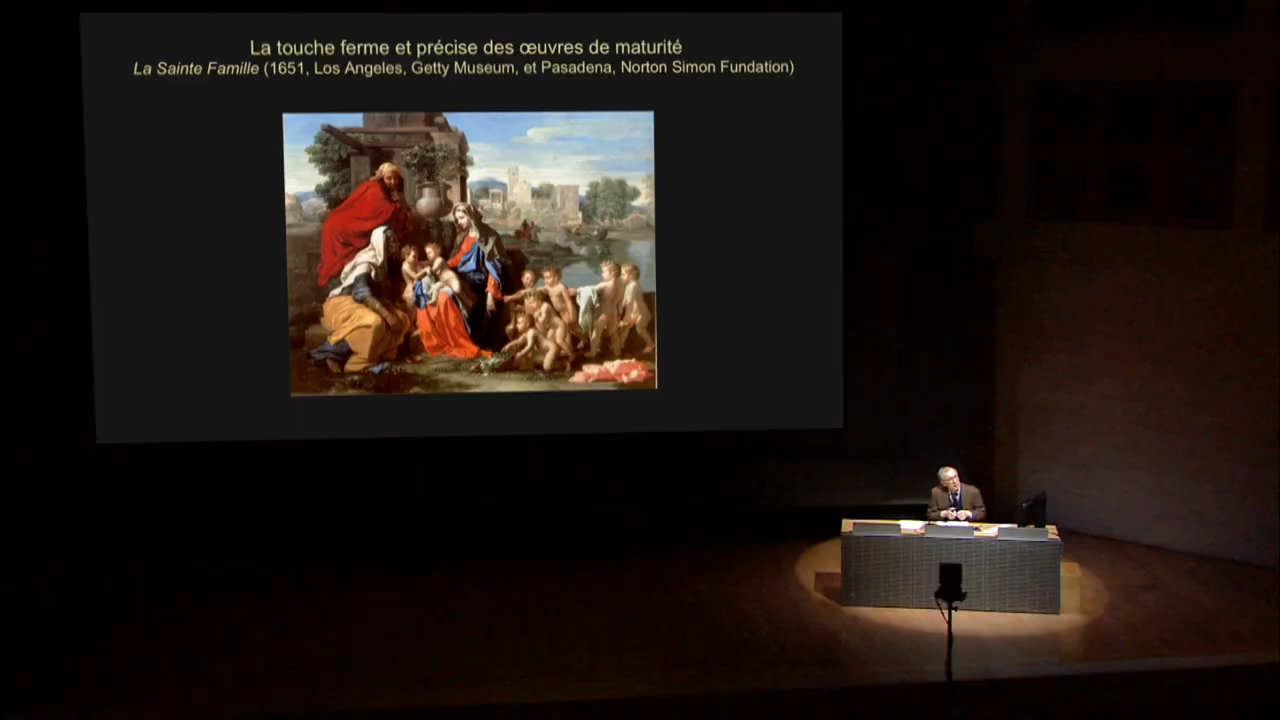 La touche ferme et précise des œuvres de maturité
La Sainte Famille (1651, Los Angeles, Getty Museum, et Pasadena, Norton Simon Fundation)